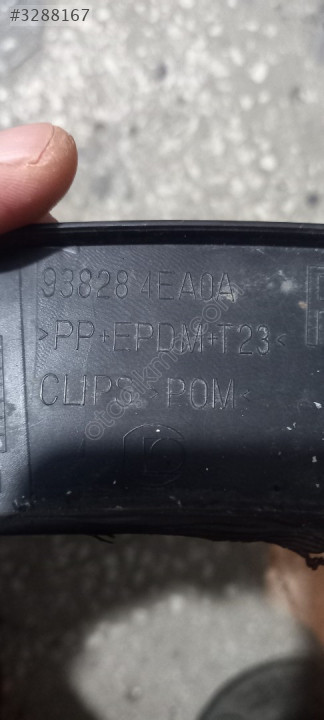 #3288167
93828 4EA0A
>PP+EPDM+T23<
CLIPS >POM<